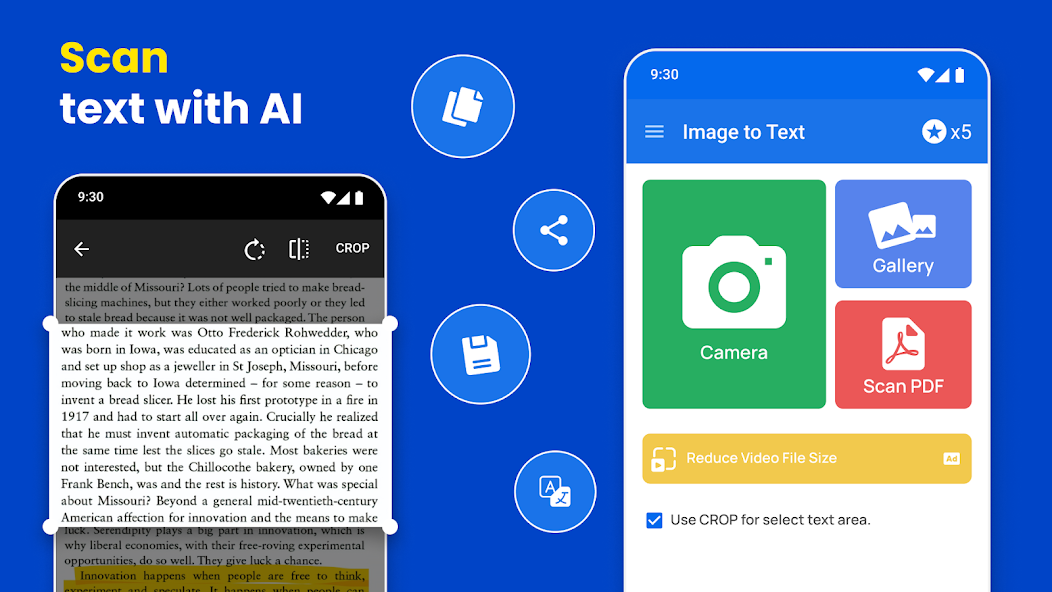 Scan
text with AI
9:30
CROP
the middle of Missouri? Lots of people tried to make bread-
slicing machines, but they either worked poorly or they led
to stale bread because it was not well packaged. The person
who made it work was Otto Frederick Rohwedder, who
was born in Iowa, was educated as an optician in Chicago
and set up shop as a jeweller in St Joseph, Missouri, before
moving back to Iowa determined – for some reason – to
invent a bread slicer. He lost his first prototype in a fire in
1917 and had to start all over again. Crucially he realized
that he must invent automatic packaging of the bread at
the same time lest the slices go stale. Most bakeries were
not interested, but the Chillocothe bakery, owned by one
Frank Bench, was and the rest is history. What was special
about Missouri? Beyond a general mid-twentieth-century
American affection for innovation and the means to make
luck. Serendipity plays a big part in innovation, which is
why liberal economies, with their free-roving experimental
opportunities, do so well. They give luck a chance.
Innovation happens when people are free to think,
experiment and speculate. It happens when people can
9:30
Image to Text
x5
Camera
Gallery
Scan PDF
Reduce Video File Size
Ad
Use CROP for select text area.